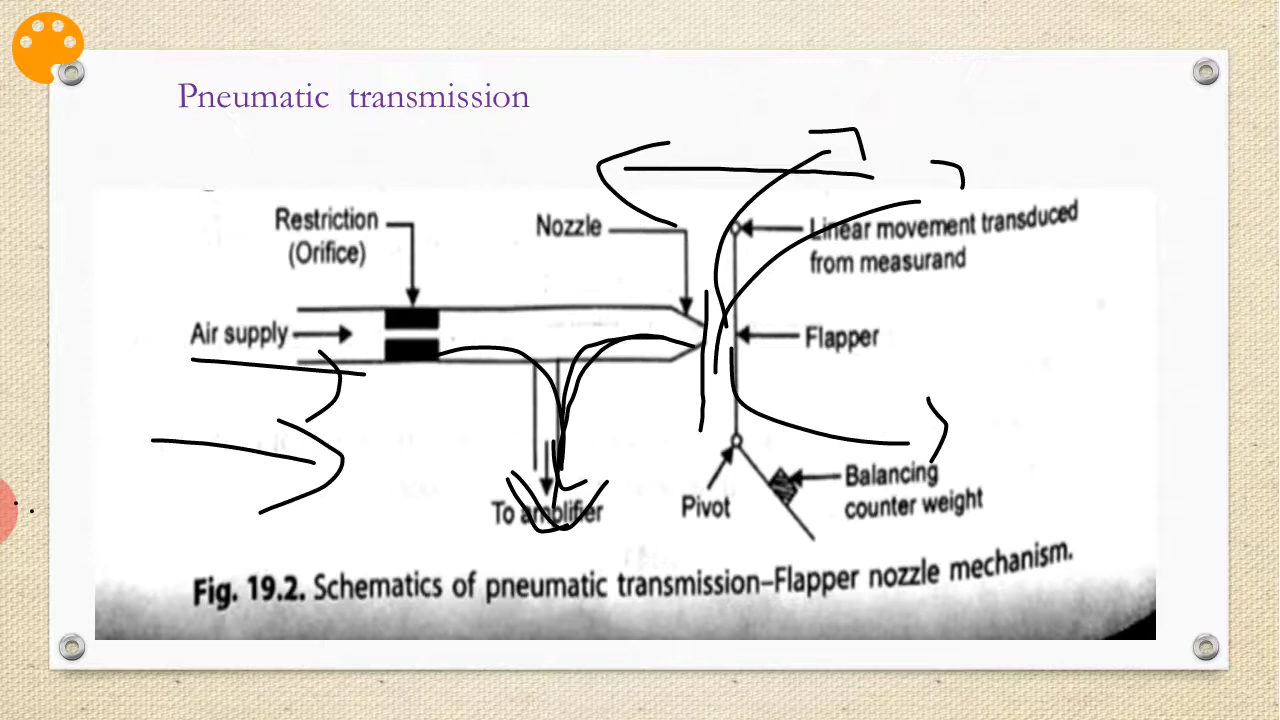 Pneumatic transmission
Restriction
(Orifice)
Nozzle
Linear movement transduced
from measurand
Air supply
Flapper
To amplifier
Pivot
Balancing
counter weight
Fig. 19.2. Schematics of pneumatic transmission–Flapper nozzle mechanism.